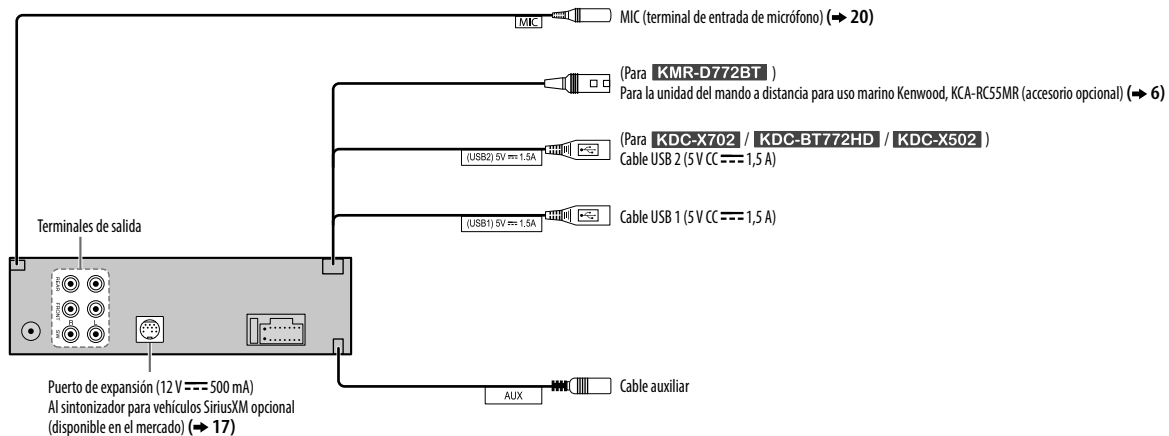 MIC
MIC (terminal de entrada de micrófono) (➜ 20)
(Para KMR-D772BT )
Para la unidad del mando a distancia para uso marino Kenwood, KCA-RC55MR (accesorio opcional) (➜ 6)
(Para KDC-X702 / KDC-BT772HD / KDC-X502 )
(USB2) 5V ⎓ 1.5A
Cable USB 2 (5 V CC ⎓ 1,5 A)
(USB1) 5V ⎓ 1.5A
Cable USB 1 (5 V CC ⎓ 1,5 A)
Terminales de salida
REAR
FRONT
R L
SW
Puerto de expansión (12 V ⎓ 500 mA)
Al sintonizador para vehículos SiriusXM opcional
(disponible en el mercado) (➜ 17)
AUX
Cable auxiliar